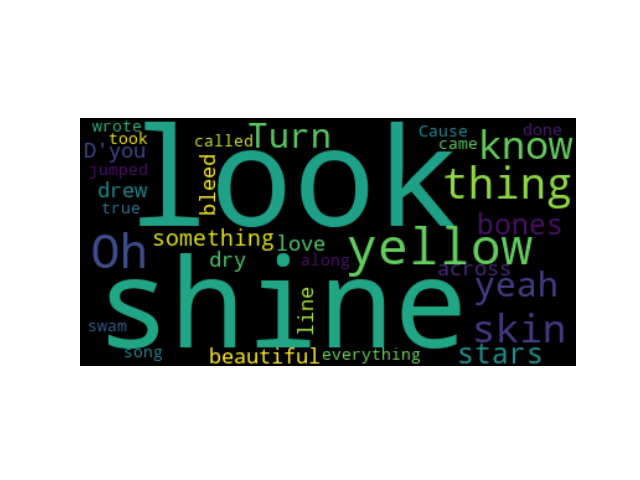 wrote
took
called
Turn
Cause
done
D'you
look
came
know
jumped
bleed
thing
drew
true
bones
Oh
something
love
yellow
dry
along
across
shine
yeah
line
swam
skin
song
beautiful
everything
stars